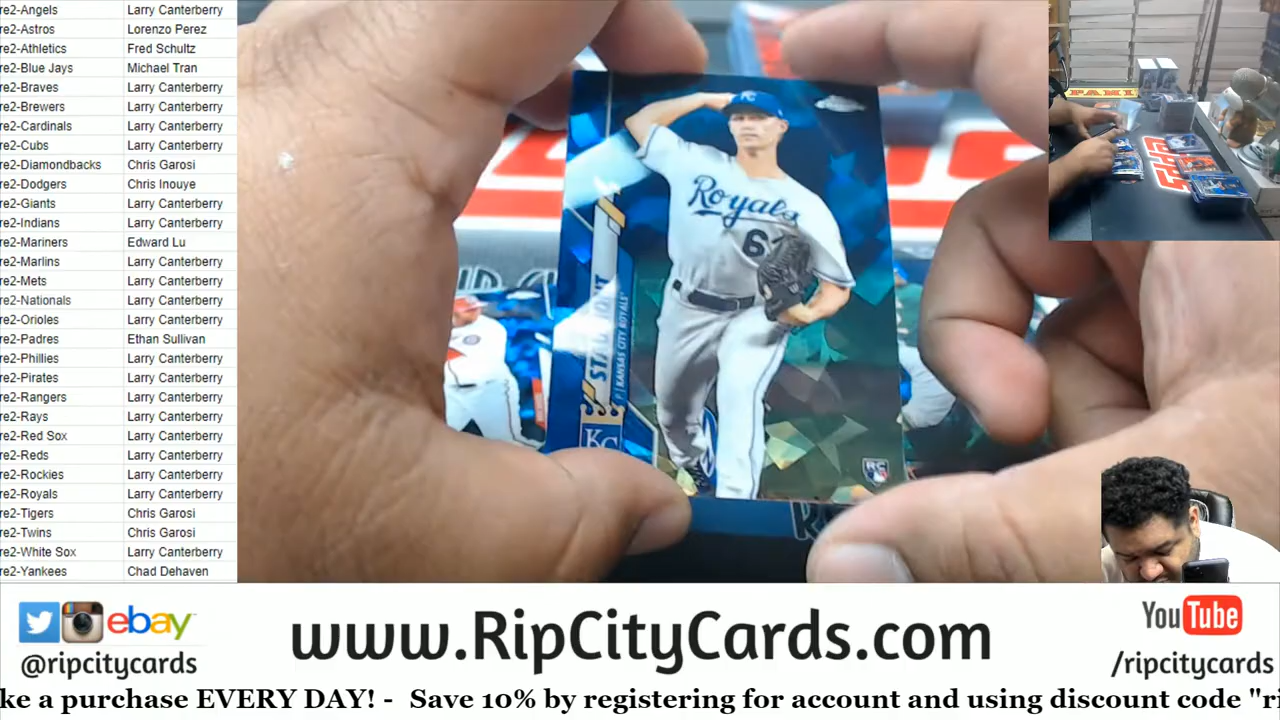 re2-Angels Larry Canterberry
re2-Astros Lorenzo Perez
re2-Athletics Fred Schultz
re2-Blue Jays Michael Tran
re2-Braves Larry Canterberry
re2-Brewers Larry Canterberry
re2-Cardinals Larry Canterberry
re2-Cubs Larry Canterberry
re2-Diamondbacks Chris Garosi
re2-Dodgers Chris Inouye
re2-Giants Larry Canterberry
re2-Indians Larry Canterberry
re2-Mariners Edward Lu
re2-Marlins Larry Canterberry
re2-Mets Larry Canterberry
re2-Nationals Larry Canterberry
re2-Orioles Larry Canterberry
re2-Padres Ethan Sullivan
re2-Phillies Larry Canterberry
re2-Pirates Larry Canterberry
re2-Rangers Larry Canterberry
re2-Rays Larry Canterberry
re2-Red Sox Larry Canterberry
re2-Reds Larry Canterberry
re2-Rockies Larry Canterberry
re2-Royals Larry Canterberry
re2-Tigers Chris Garosi
re2-Twins Chris Garosi
re2-White Sox Larry Canterberry
re2-Yankees Chad Dehaven
KC
Royals
6
P | KANSAS CITY ROYALS
KC
RC
PANINI
ebay
@ripcitycards
www.RipCityCards.com
YouTube
/ripcitycards
ke a purchase EVERY DAY! - Save 10% by registering for account and using discount code "ri